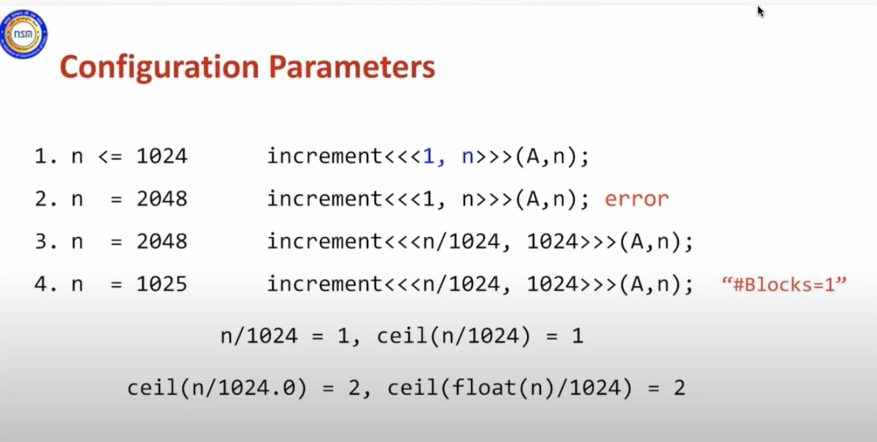 nsm
Configuration Parameters
1. n <= 1024 increment<<<1, n>>>(A,n);
2. n = 2048 increment<<<1, n>>>(A,n); error
3. n = 2048 increment<<<n/1024, 1024>>>(A,n);
4. n = 1025 increment<<<n/1024, 1024>>>(A,n); “#Blocks=1”
n/1024 = 1, ceil(n/1024) = 1
ceil(n/1024.0) = 2, ceil(float(n)/1024) = 2